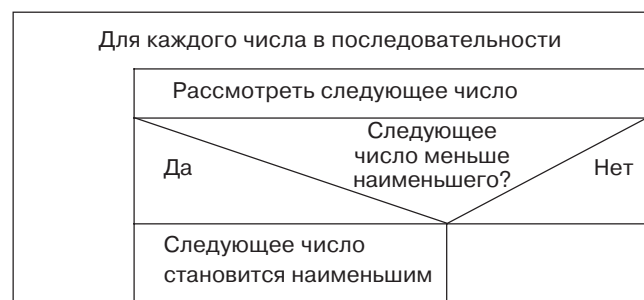 Для каждого числа в последовательности
Рассмотреть следующее число
Следующее
число меньше
наименьшего?
Да
Нет
Следующее число
становится наименьшим